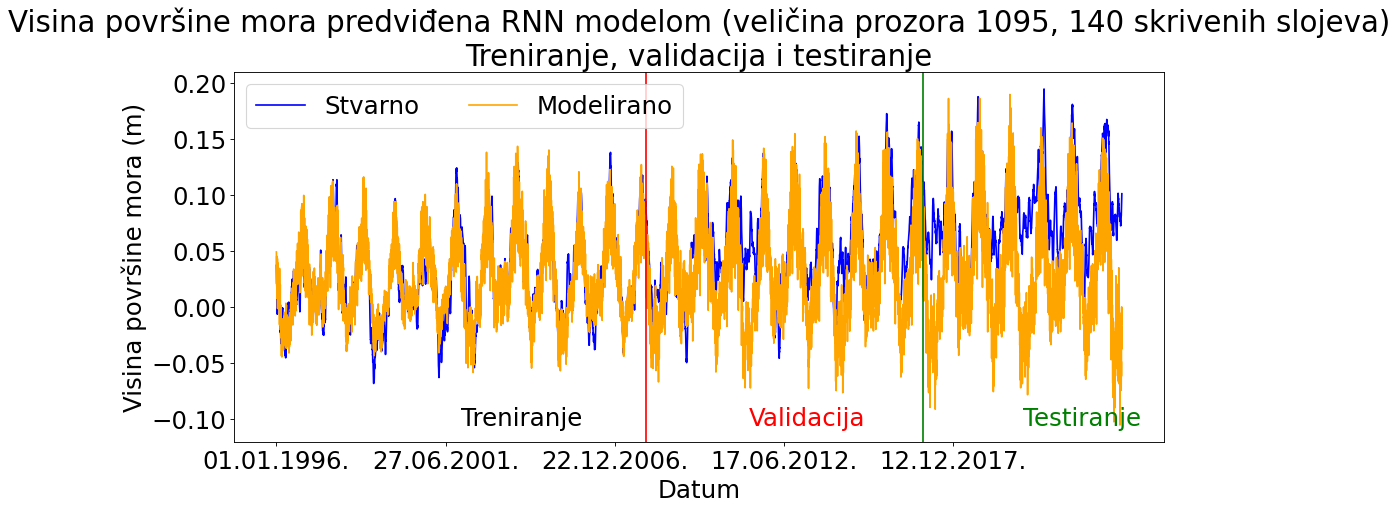 Visina površine mora predviđena RNN modelom (veličina prozora 1095, 140 skrivenih slojeva)
Treniranje, validacija i testiranje
Stvarno Modelirano
Visina površine mora (m)
0.20
0.15
0.10
0.05
0.00
−0.05
−0.10
Treniranje Validacija Testiranje
01.01.1996. 27.06.2001. 22.12.2006. 17.06.2012. 12.12.2017.
Datum